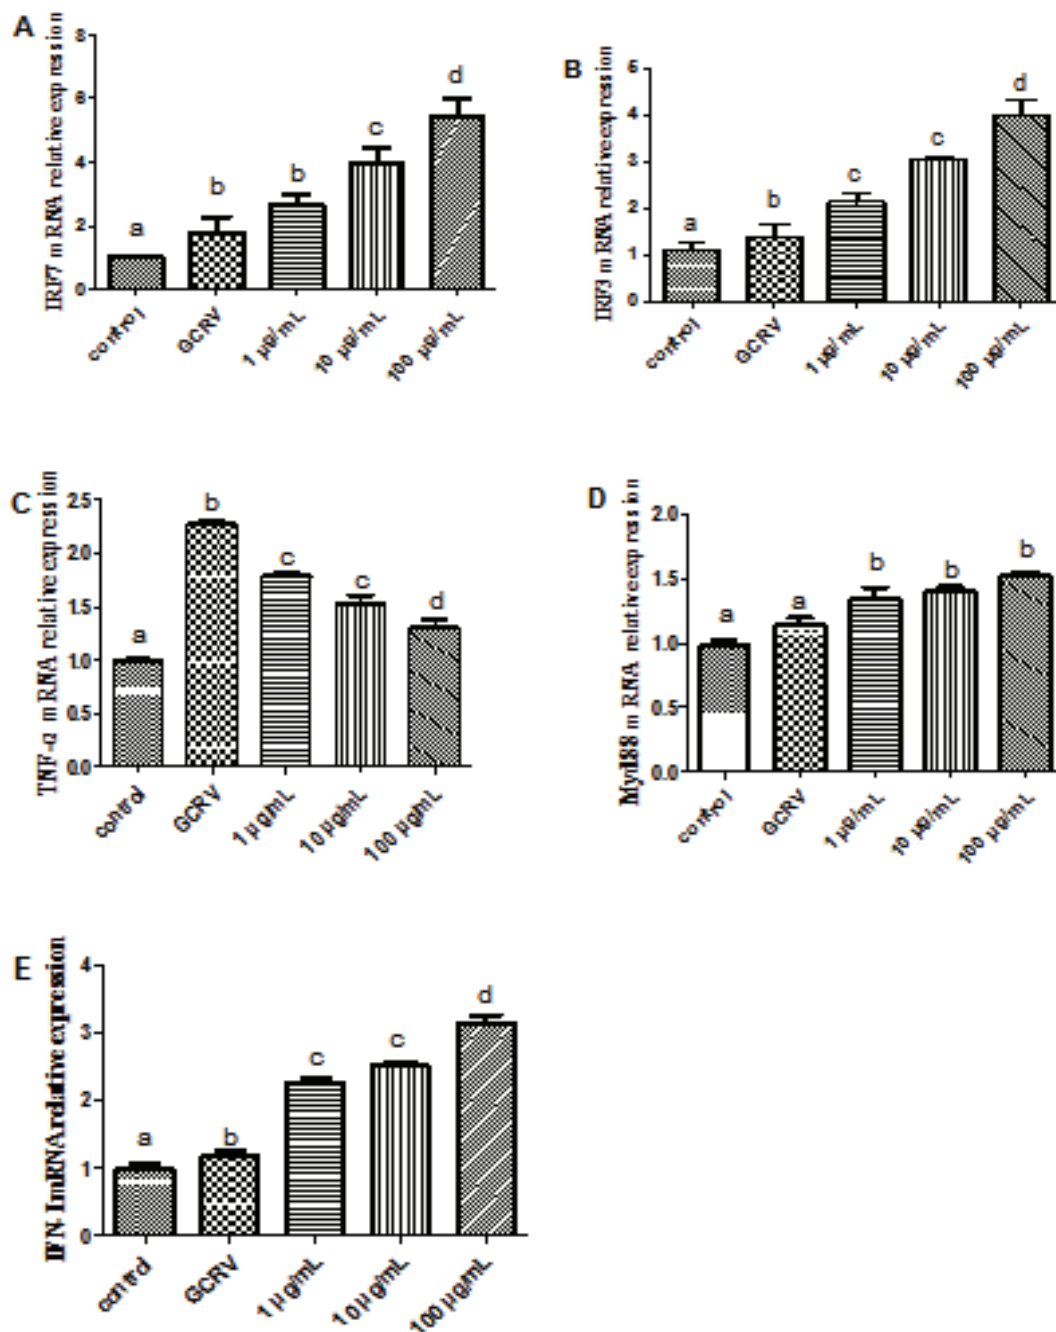 A
IRF7 mRNA relative expression
8
6
4
2
0
a
b
b
c
d
control
GCRV
1 µg/mL
10 µg/mL
100 µg/mL
B
IRF3 mRNA relative expression
5
4
3
2
1
0
a
b
c
c
d
control
GCRV
1 µg/mL
10 µg/mL
100 µg/mL
C
TNF-α mRNA relative expression
2.5
2.0
1.5
1.0
0.5
0.0
a
b
c
c
d
control
GCRV
1 µg/mL
10 µg/mL
100 µg/mL
D
Myd88 mRNA relative expression
2.0
1.5
1.0
0.5
0.0
a
a
b
b
b
control
GCRV
1 µg/mL
10 µg/mL
100 µg/mL
E
IFN-I mRNA relative expression
4
3
2
1
0
a
b
c
c
d
control
GCRV
1 µg/mL
10 µg/mL
100 µg/mL